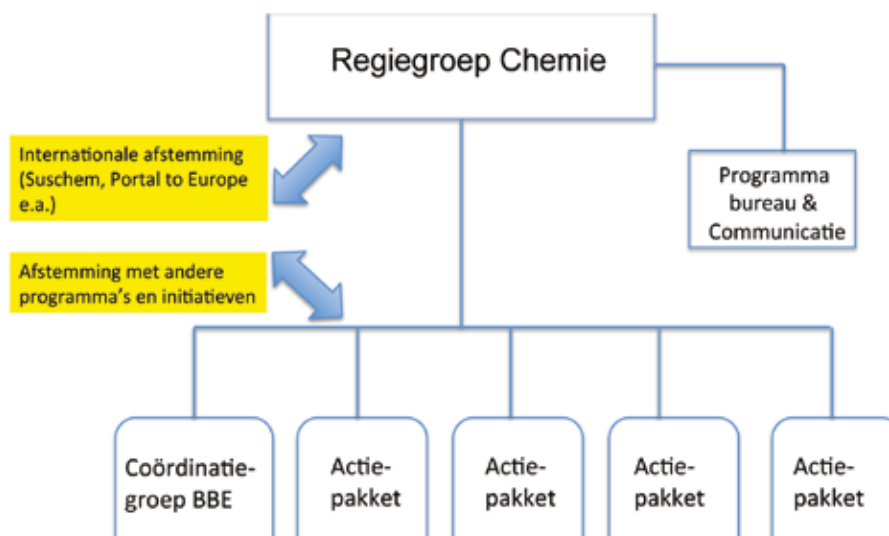 Regiegroep Chemie
Internationale afstemming
(Suschem, Portal to Europe
e.a.)
Programma
bureau &
Communicatie
Afstemming met andere
programma's en initiatieven
Coördinatie-
groep BBE
Actie-
pakket
Actie-
pakket
Actie-
pakket
Actie-
pakket